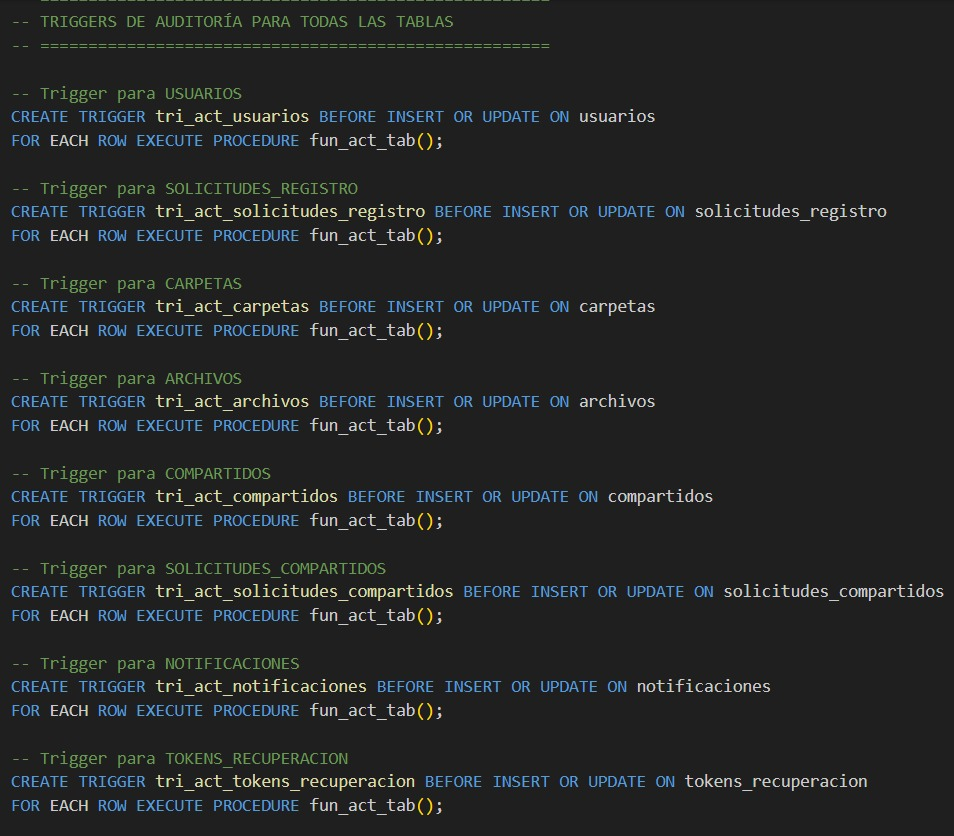 -- TRIGGERS DE AUDITORÍA PARA TODAS LAS TABLAS
-- =====================================================
-- Trigger para USUARIOS
CREATE TRIGGER tri_act_usuarios BEFORE INSERT OR UPDATE ON usuarios
FOR EACH ROW EXECUTE PROCEDURE fun_act_tab();
-- Trigger para SOLICITUDES_REGISTRO
CREATE TRIGGER tri_act_solicitudes_registro BEFORE INSERT OR UPDATE ON solicitudes_registro
FOR EACH ROW EXECUTE PROCEDURE fun_act_tab();
-- Trigger para CARPETAS
CREATE TRIGGER tri_act_carpetas BEFORE INSERT OR UPDATE ON carpetas
FOR EACH ROW EXECUTE PROCEDURE fun_act_tab();
-- Trigger para ARCHIVOS
CREATE TRIGGER tri_act_archivos BEFORE INSERT OR UPDATE ON archivos
FOR EACH ROW EXECUTE PROCEDURE fun_act_tab();
-- Trigger para COMPARTIDOS
CREATE TRIGGER tri_act_compartidos BEFORE INSERT OR UPDATE ON compartidos
FOR EACH ROW EXECUTE PROCEDURE fun_act_tab();
-- Trigger para SOLICITUDES_COMPARTIDOS
CREATE TRIGGER tri_act_solicitudes_compartidos BEFORE INSERT OR UPDATE ON solicitudes_compartidos
FOR EACH ROW EXECUTE PROCEDURE fun_act_tab();
-- Trigger para NOTIFICACIONES
CREATE TRIGGER tri_act_notificaciones BEFORE INSERT OR UPDATE ON notificaciones
FOR EACH ROW EXECUTE PROCEDURE fun_act_tab();
-- Trigger para TOKENS_RECUPERACION
CREATE TRIGGER tri_act_tokens_recuperacion BEFORE INSERT OR UPDATE ON tokens_recuperacion
FOR EACH ROW EXECUTE PROCEDURE fun_act_tab();